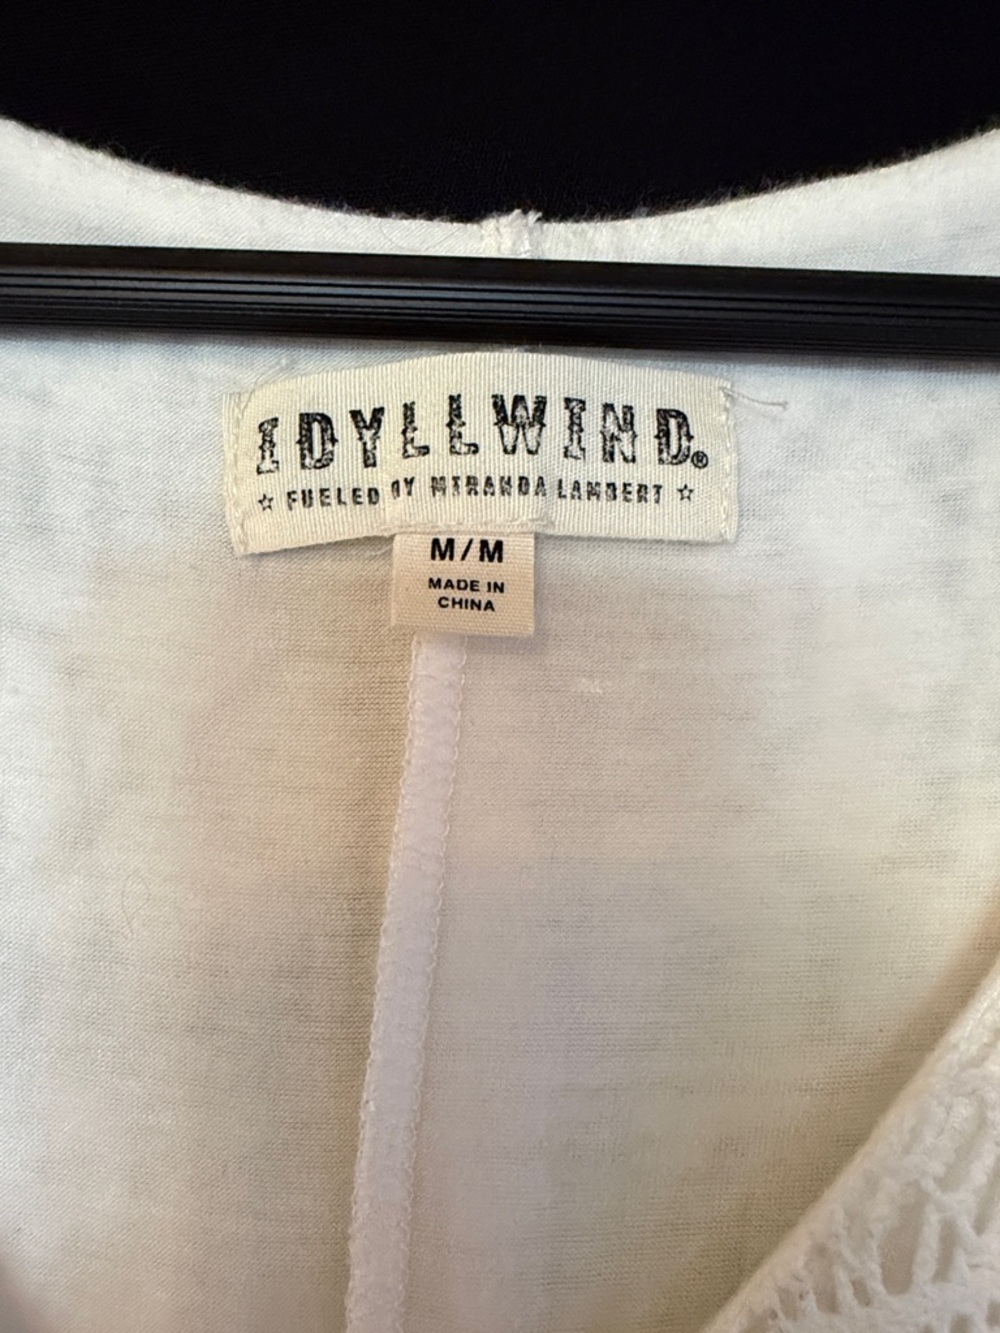 IDYLLWIND®
☆ FUELED BY MIRANDA LAMBERT ☆
M/M
MADE IN
CHINA